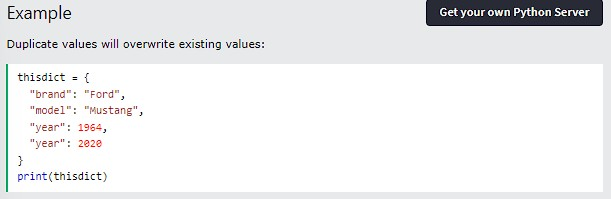 Example
Get your own Python Server
Duplicate values will overwrite existing values:
thisdict = {
  "brand": "Ford",
  "model": "Mustang",
  "year": 1964,
  "year": 2020
}
print(thisdict)